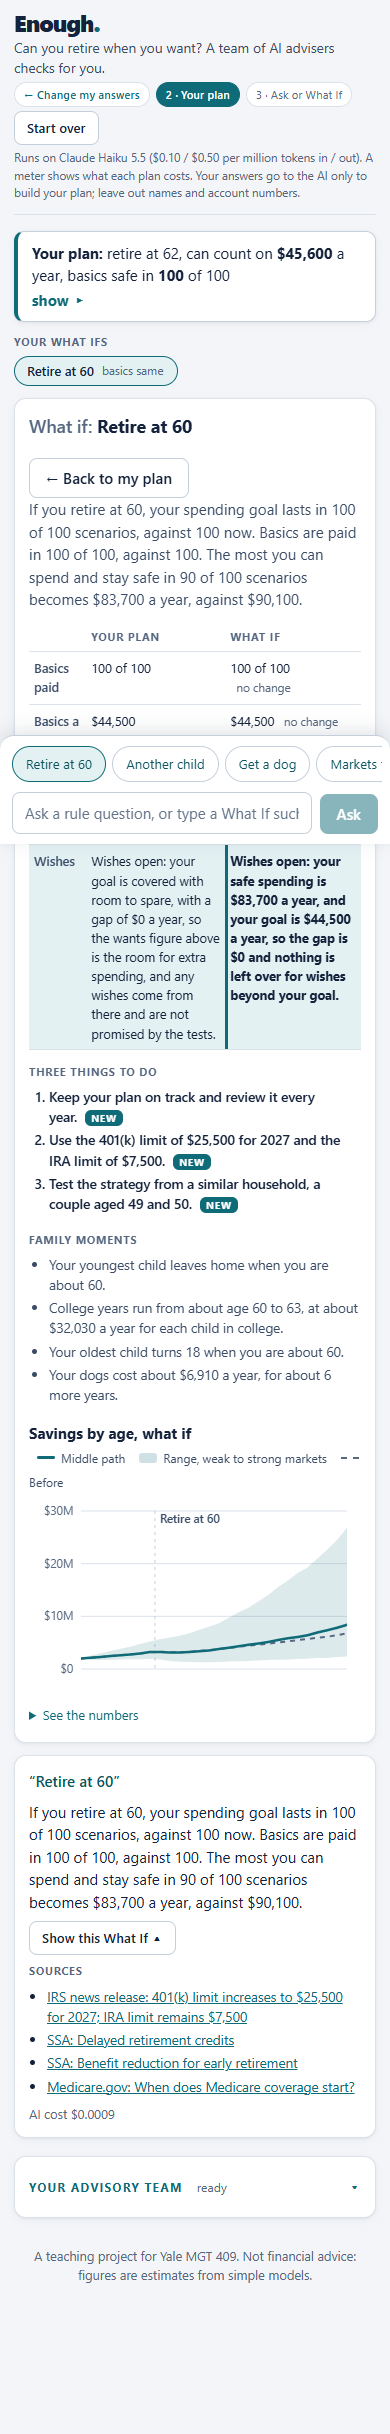 Enough.
Can you retire when you want? A team of AI advisers
checks for you.
← Change my answers
2 · Your plan
3 · Ask or What If
Start over
Runs on Claude Haiku 5.5 ($0.10 / $0.50 per million tokens in / out). A
meter shows what each plan costs. Your answers go to the AI only to
build your plan; leave out names and account numbers.
Your plan: retire at 62, can count on $45,600 a
year, basics safe in 100 of 100
show ▸
YOUR WHAT IFS
Retire at 60 basics same
What if: Retire at 60
← Back to my plan
If you retire at 60, your spending goal lasts in 100
of 100 scenarios, against 100 now. Basics are paid
in 100 of 100, against 100. The most you can
spend and stay safe in 90 of 100 scenarios
becomes $83,700 a year, against $90,100.
YOUR PLAN WHAT IF
Basics 100 of 100 100 of 100
paid no change
Basics a $44,500 $44,500 no change
Retire at 60
Another child
Get a dog
Markets
Ask a rule question, or type a What If such
Ask
Wishes
Wishes open: your
goal is covered with
room to spare, with a
gap of $0 a year, so
the wants figure above
is the room for extra
spending, and any
wishes come from
there and are not
promised by the tests.
Wishes open: your
safe spending is
$83,700 a year, and
your goal is $44,500
a year, so the gap is
$0 and nothing is
left over for wishes
beyond your goal.
THREE THINGS TO DO
1. Keep your plan on track and review it every
year. NEW
2. Use the 401(k) limit of $25,500 for 2027 and the
IRA limit of $7,500. NEW
3. Test the strategy from a similar household, a
couple aged 49 and 50. NEW
FAMILY MOMENTS
• Your youngest child leaves home when you are
about 60.
• College years run from about age 60 to 63, at about
$32,030 a year for each child in college.
• Your oldest child turns 18 when you are about 60.
• Your dogs cost about $6,910 a year, for about 6
more years.
Savings by age, what if
Middle path
Range, weak to strong markets
Before
$30M
Retire at 60
$20M
$10M
$0
▶ See the numbers
“Retire at 60”
If you retire at 60, your spending goal lasts in 100
of 100 scenarios, against 100 now. Basics are paid
in 100 of 100, against 100. The most you can
spend and stay safe in 90 of 100 scenarios
becomes $83,700 a year, against $90,100.
Show this What If ▲
SOURCES
• IRS news release: 401(k) limit increases to $25,500
for 2027; IRA limit remains $7,500
• SSA: Delayed retirement credits
• SSA: Benefit reduction for early retirement
• Medicare.gov: When does Medicare coverage start?
AI cost $0.0009
YOUR ADVISORY TEAM ready ▾
A teaching project for Yale MGT 409. Not financial advice:
figures are estimates from simple models.